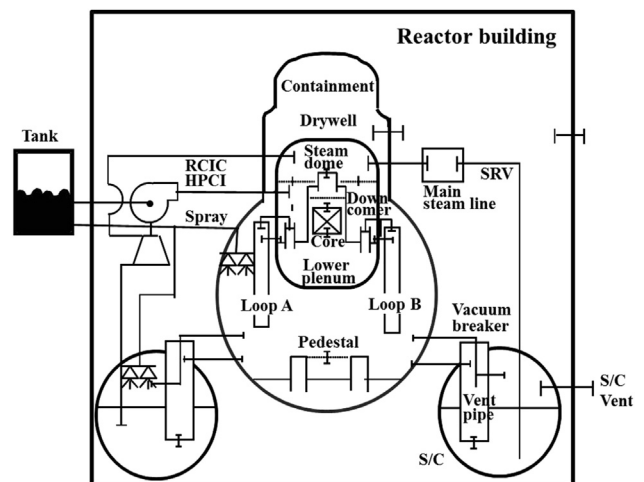 Reactor building
Containment
Drywell
Tank
Steam
dome
RCIC
HPCI
SRV
Main
steam line
Down
comer
Spray
Core
Lower
plenum
Loop A
Loop B
Vacuum
breaker
Pedestal
S/C
Vent
Vent
pipe
S/C